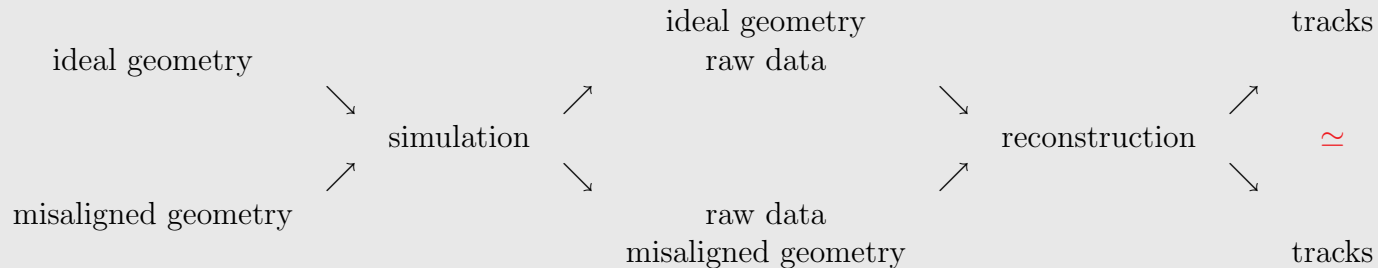 ideal geometry tracks
ideal geometry raw data
simulation reconstruction ≃
misaligned geometry raw data
misaligned geometry tracks